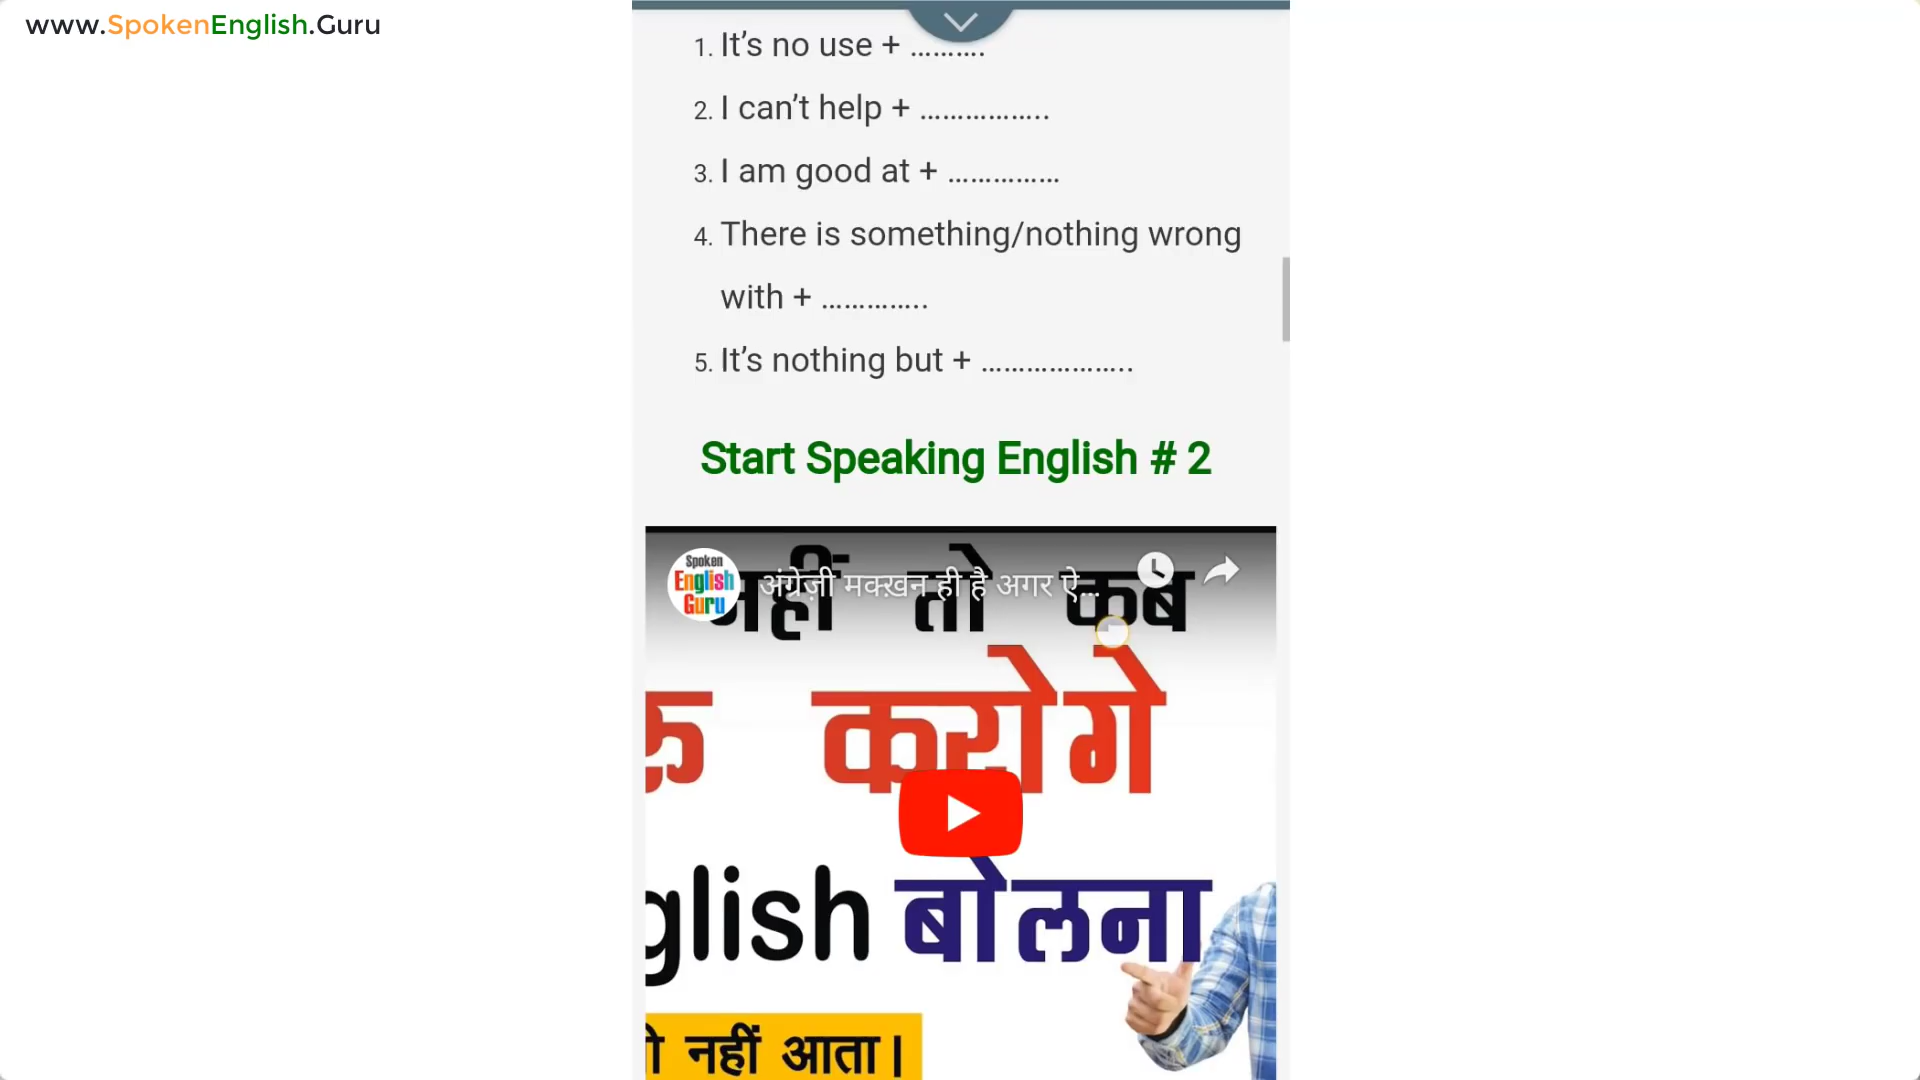 www.SpokenEnglish.Guru
1. It’s no use + ……….
2. I can’t help + ……………..
3. I am good at + ……………
4. There is something/nothing wrong
with + …………..
5. It’s nothing but + ………………..
Start Speaking English # 2
Spoken
English
Guru
अंग्रेज़ी मक्ख़न ही है अगर ऐ...
नहीं तो कब
करोगे
glish बोलना
नहीं आता।